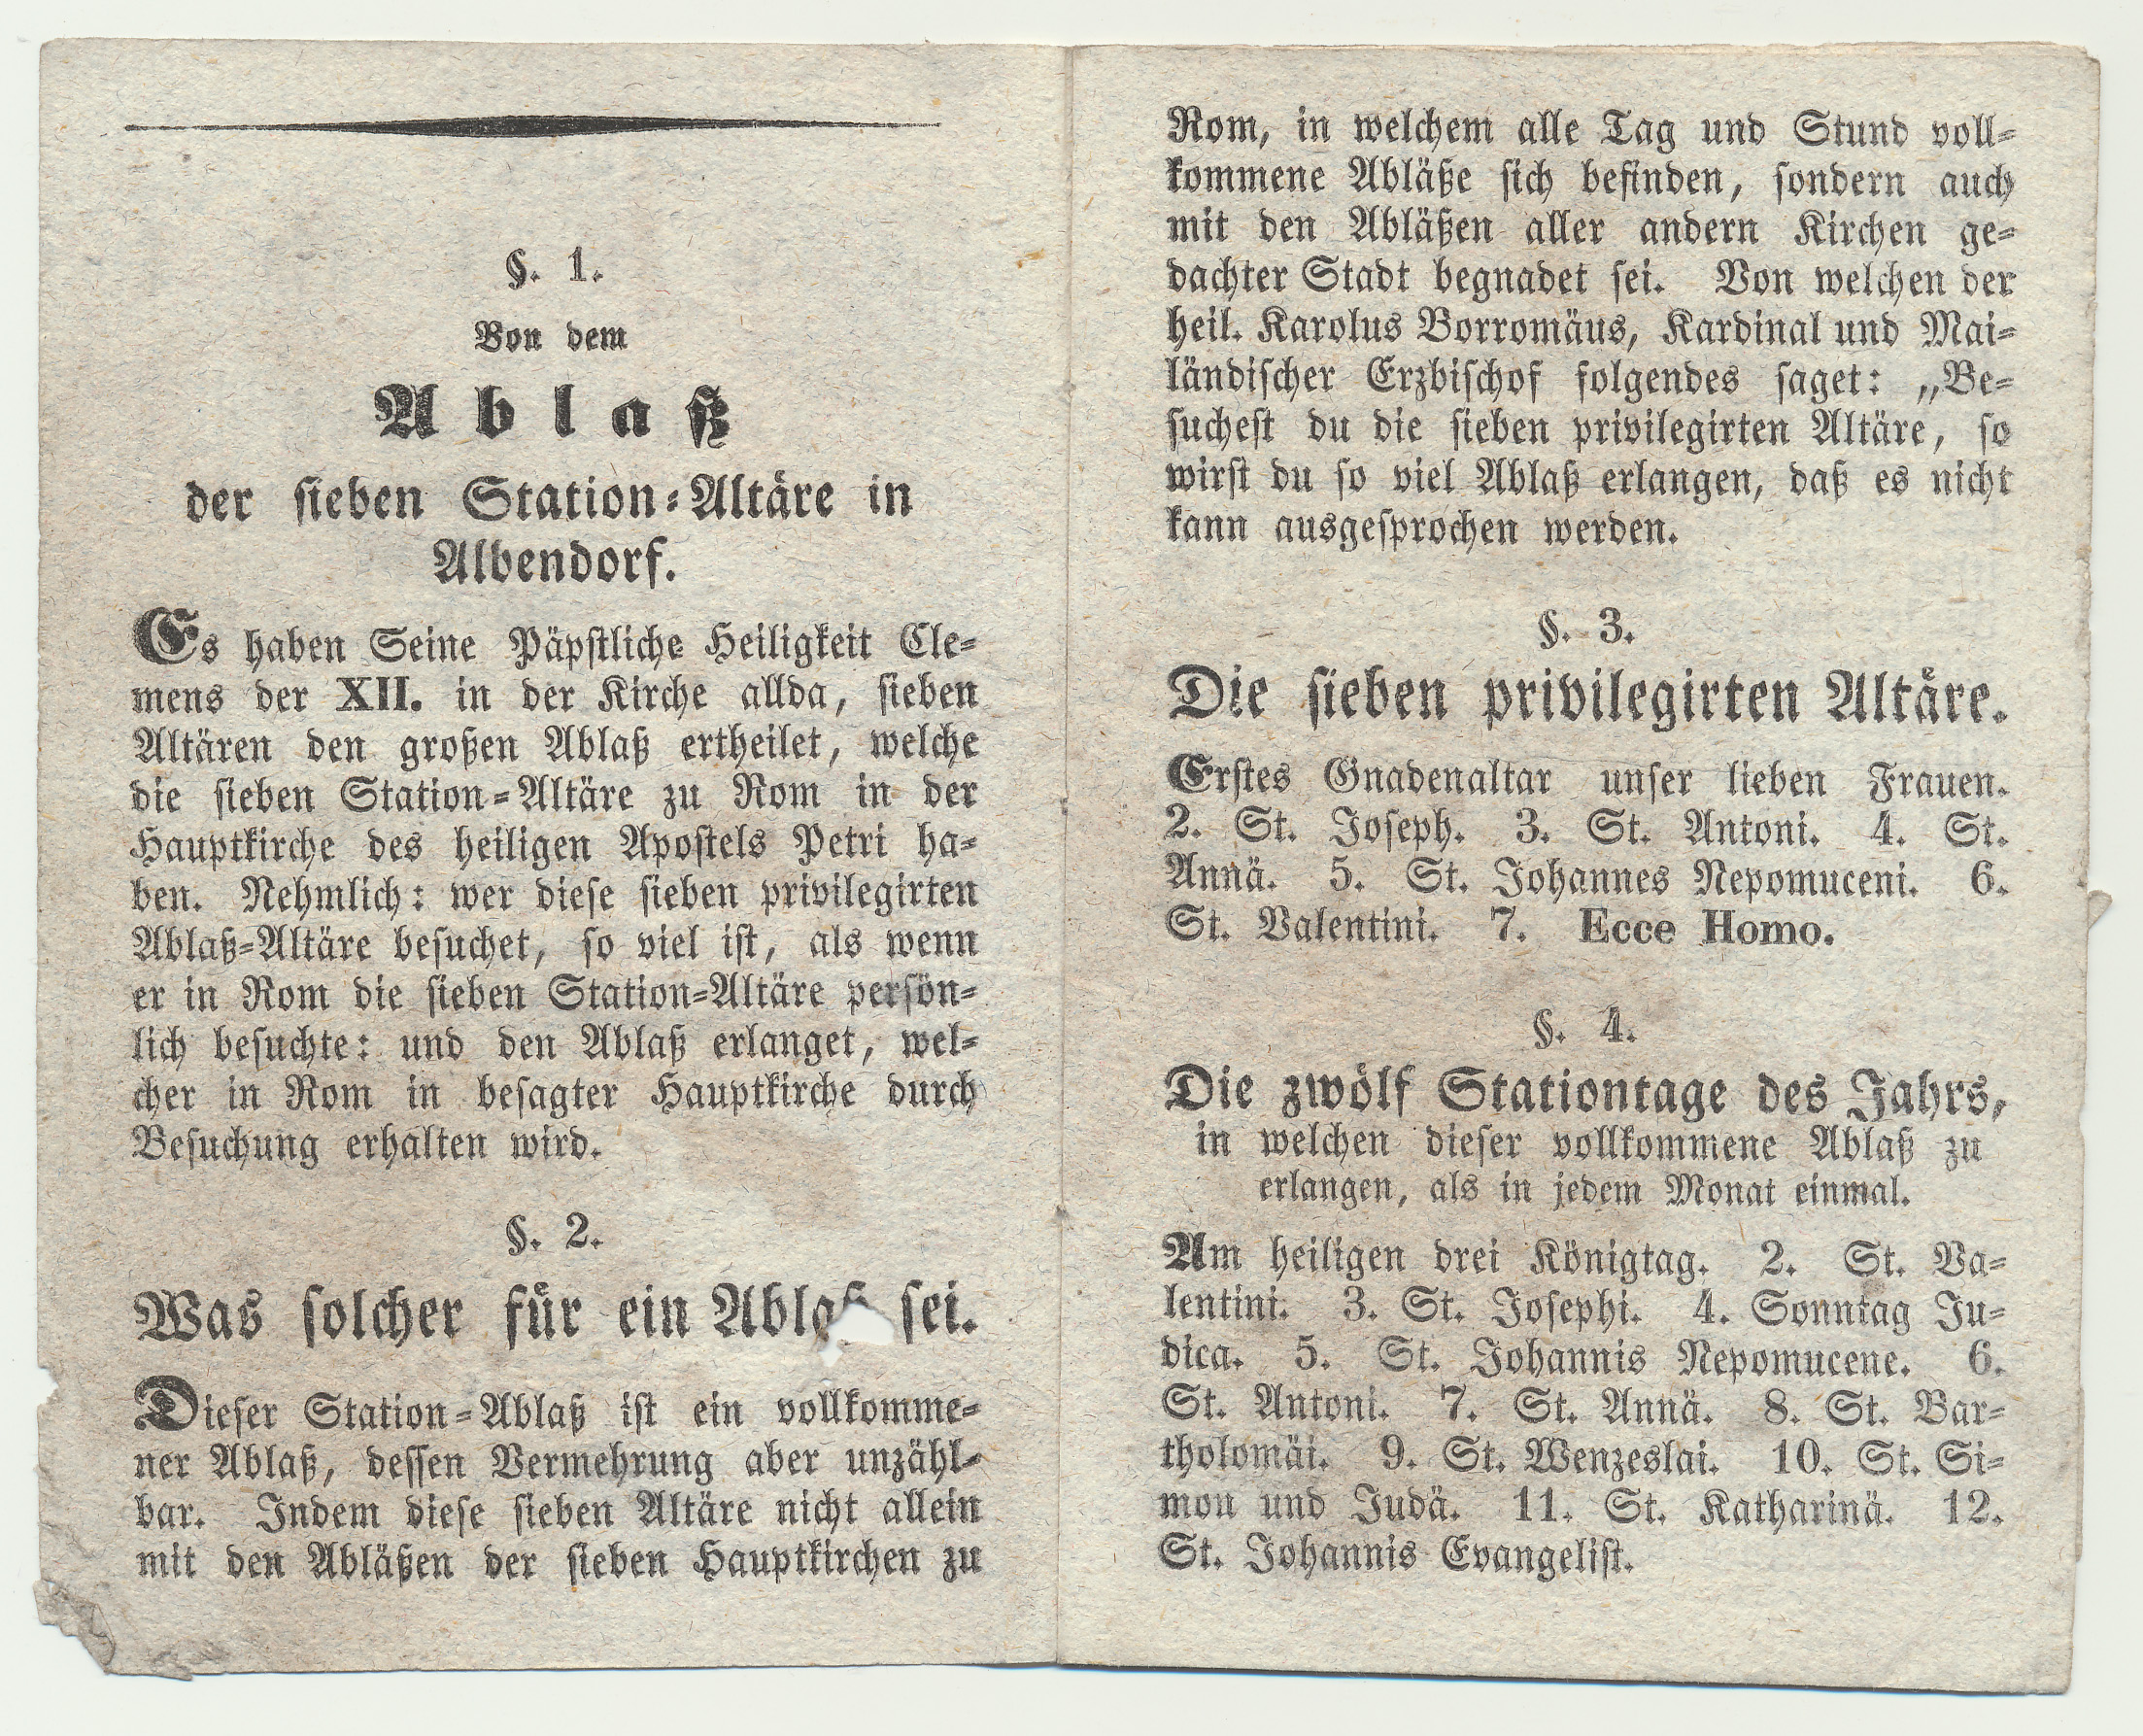 §. 1.
Von dem
Ablaß
der sieben Station-Altäre in
Albendorf.
Es haben Seine Päpstliche Heiligkeit Cle-
mens der XII. in der Kirche allda, sieben
Altären den großen Ablaß ertheilet, welche
die sieben Station-Altäre zu Rom in der
Hauptkirche des heiligen Apostels Petri ha-
ben. Nehmlich: wer diese sieben privilegirten
Ablaß-Altäre besuchet, so viel ist, als wenn
er in Rom die sieben Station-Altäre persön-
lich besuchte: und den Ablaß erlanget, wel-
cher in Rom in besagter Hauptkirche durch
Besuchung erhalten wird.
§. 2.
Was solcher für ein Ablaß sei.
Dieser Station-Ablaß ist ein vollkomme-
ner Ablaß, dessen Vermehrung aber unzähl-
bar. Indem diese sieben Altäre nicht allein
mit den Abläßen der sieben Hauptkirchen zu
Rom, in welchem alle Tag und Stund voll-
kommene Abläße sich befinden, sondern auch
mit den Abläßen aller andern Kirchen ge-
dachter Stadt begnadet sei. Von welchen der
heil. Karolus Borromäus, Kardinal und Mai-
ländischer Erzbischof folgendes saget: „Be-
suchest du die sieben privilegirten Altäre, so
wirst du so viel Ablaß erlangen, daß es nicht
kann ausgesprochen werden.
§. 3.
Die sieben privilegirten Altäre.
Erstes Gnadenaltar unser lieben Frauen.
2. St. Joseph. 3. St. Antoni. 4. St.
Annä. 5. St. Johannes Nepomuceni. 6.
St. Valentini. 7. Ecce Homo.
§. 4.
Die zwölf Stationtage des Jahrs,
in welchen dieser vollkommene Ablaß zu
erlangen, als in jedem Monat einmal.
Am heiligen drei Königtag. 2. St. Va-
lentini. 3. St. Josephi. 4. Sonntag Ju-
dica. 5. St. Johannis Nepomucene. 6.
St. Antoni. 7. St. Annä. 8. St. Bar-
tholomäi. 9. St. Wenzeslai. 10. St. Si-
mon und Judä. 11. St. Katharinä. 12.
St. Johannis Evangelist.